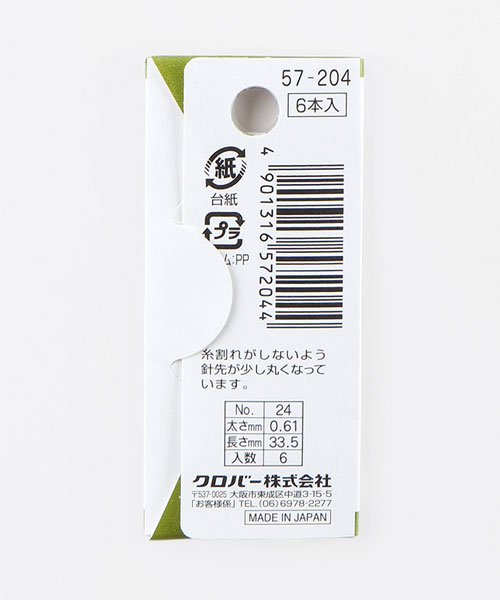 57-204
6本入
紙
台紙
プラ
ム:PP
4 901316 572044
糸割れがしないよう
針先が少し丸くなって
います。
No. 24
太さmm 0.61
長さmm 33.5
入数 6
クロバー株式会社
〒537-0025 大阪市東成区中道3-15-5
「お客様係」TEL.(06)6978-2277
MADE IN JAPAN